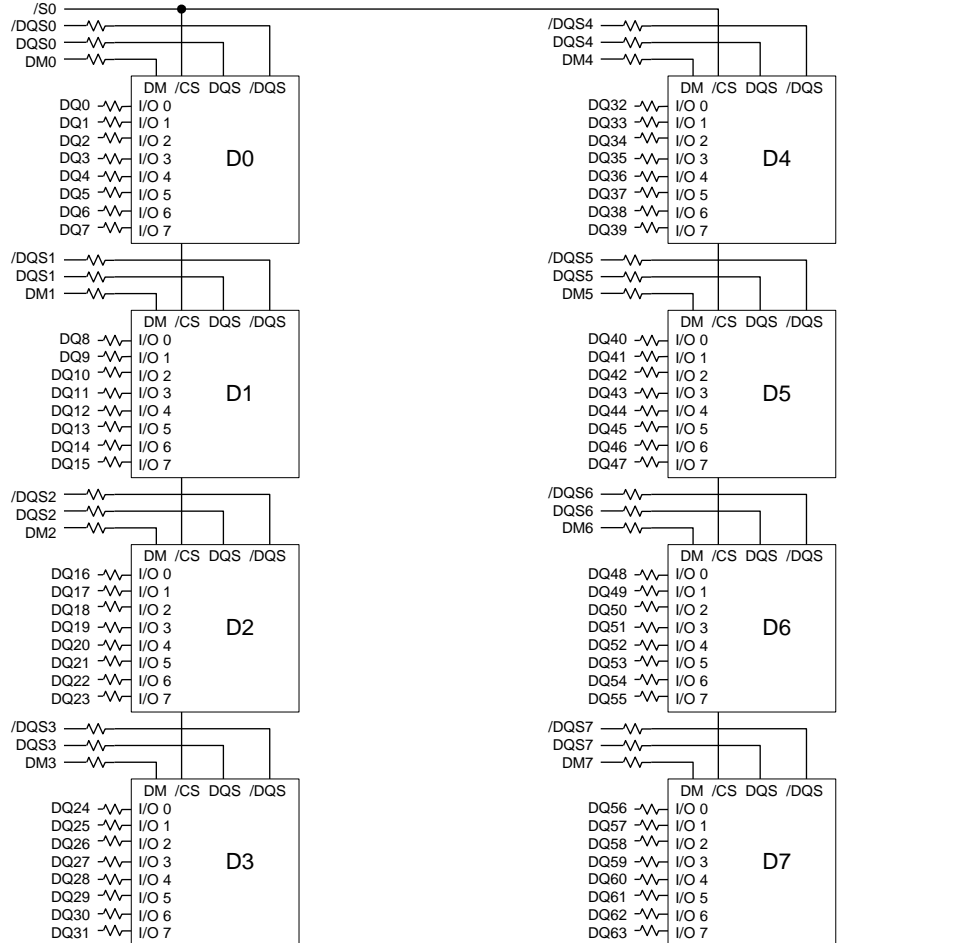 /S0
/DQS0
DQS0
DM0
DM /CS DQS /DQS
DQ0 I/O 0
DQ1 I/O 1
DQ2 I/O 2
DQ3 I/O 3
DQ4 I/O 4
DQ5 I/O 5
DQ6 I/O 6
DQ7 I/O 7
D0
/DQS1
DQS1
DM1
DM /CS DQS /DQS
DQ8 I/O 0
DQ9 I/O 1
DQ10 I/O 2
DQ11 I/O 3
DQ12 I/O 4
DQ13 I/O 5
DQ14 I/O 6
DQ15 I/O 7
D1
/DQS2
DQS2
DM2
DM /CS DQS /DQS
DQ16 I/O 0
DQ17 I/O 1
DQ18 I/O 2
DQ19 I/O 3
DQ20 I/O 4
DQ21 I/O 5
DQ22 I/O 6
DQ23 I/O 7
D2
/DQS3
DQS3
DM3
DM /CS DQS /DQS
DQ24 I/O 0
DQ25 I/O 1
DQ26 I/O 2
DQ27 I/O 3
DQ28 I/O 4
DQ29 I/O 5
DQ30 I/O 6
DQ31 I/O 7
D3
/DQS4
DQS4
DM4
DM /CS DQS /DQS
DQ32 I/O 0
DQ33 I/O 1
DQ34 I/O 2
DQ35 I/O 3
DQ36 I/O 4
DQ37 I/O 5
DQ38 I/O 6
DQ39 I/O 7
D4
/DQS5
DQS5
DM5
DM /CS DQS /DQS
DQ40 I/O 0
DQ41 I/O 1
DQ42 I/O 2
DQ43 I/O 3
DQ44 I/O 4
DQ45 I/O 5
DQ46 I/O 6
DQ47 I/O 7
D5
/DQS6
DQS6
DM6
DM /CS DQS /DQS
DQ48 I/O 0
DQ49 I/O 1
DQ50 I/O 2
DQ51 I/O 3
DQ52 I/O 4
DQ53 I/O 5
DQ54 I/O 6
DQ55 I/O 7
D6
/DQS7
DQS7
DM7
DM /CS DQS /DQS
DQ56 I/O 0
DQ57 I/O 1
DQ58 I/O 2
DQ59 I/O 3
DQ60 I/O 4
DQ61 I/O 5
DQ62 I/O 6
DQ63 I/O 7
D7